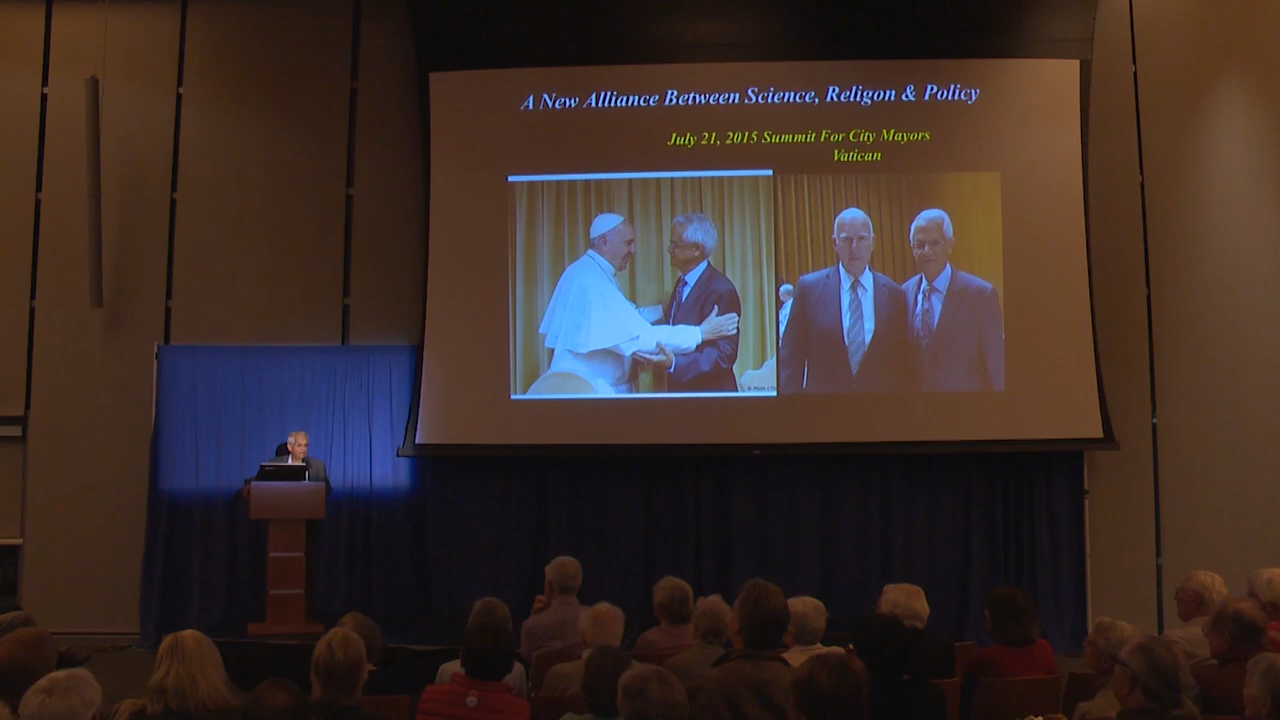 A New Alliance Between Science, Religon & Policy
July 21, 2015 Summit For City Mayors
Vatican